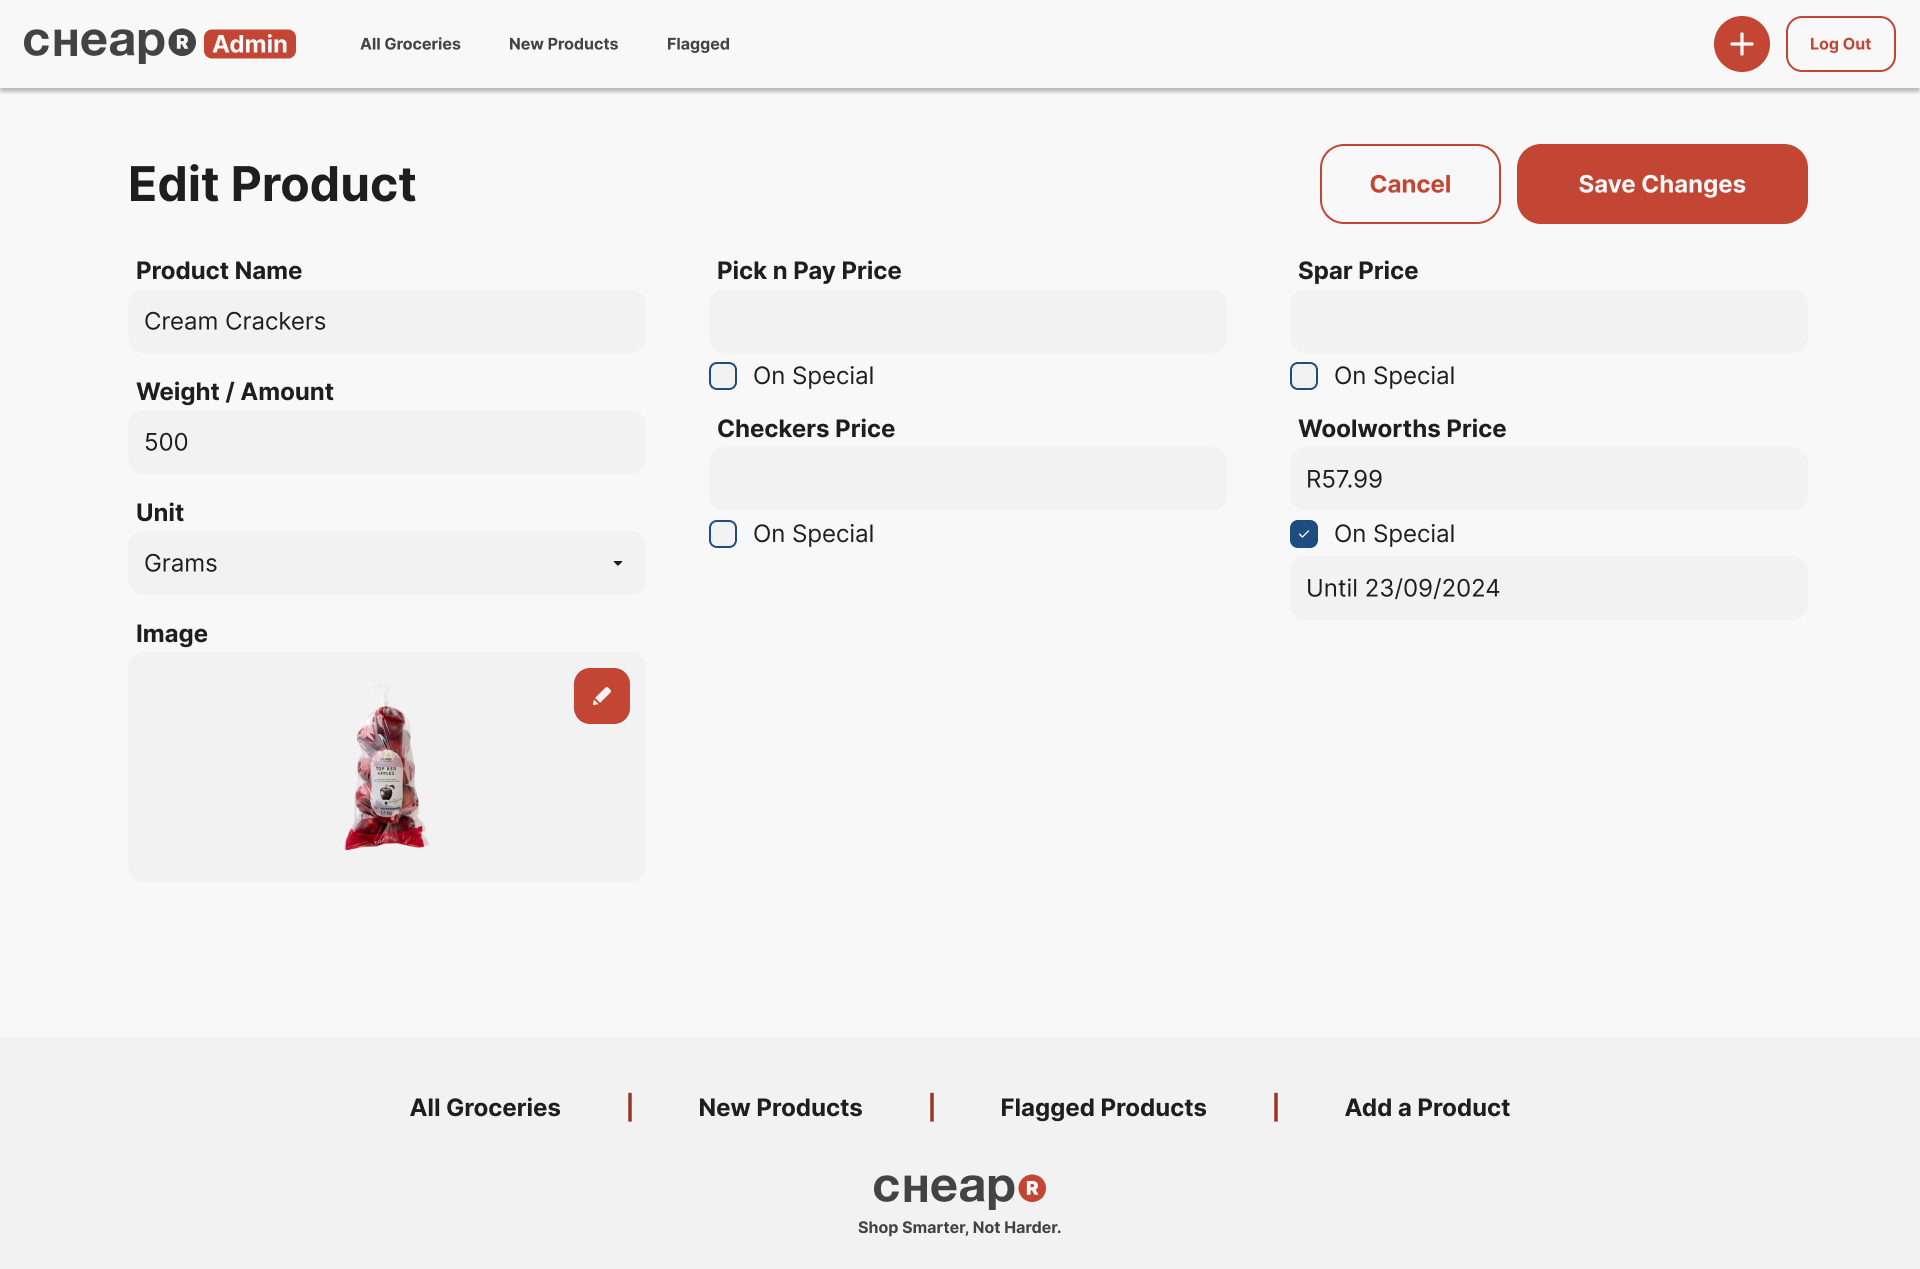 CHeapR Admin
All Groceries
New Products
Flagged
Log Out
Edit Product
Cancel
Save Changes
Product Name
Cream Crackers
Weight / Amount
500
Unit
Grams
Image
TOP RED
APPLES
Pick n Pay Price
On Special
Checkers Price
On Special
Spar Price
On Special
Woolworths Price
R57.99
On Special
Until 23/09/2024
All Groceries
New Products
Flagged Products
Add a Product
CHeapR
Shop Smarter, Not Harder.